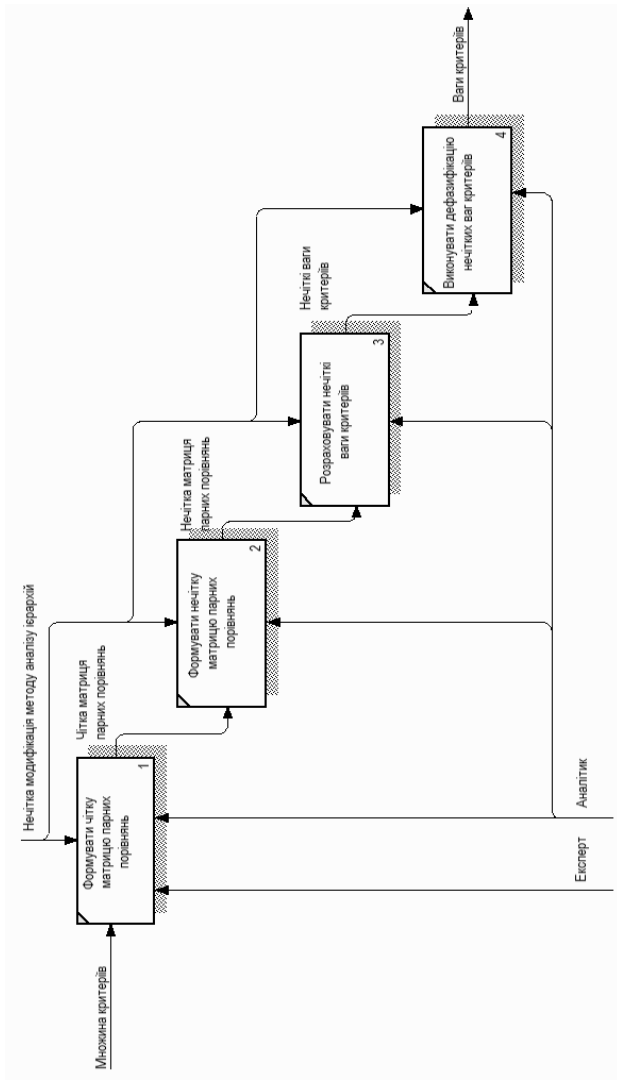 Нечітка модифікація методу аналізу ієрархій
Множина критеріїв
Формувати чітку
матрицю парних
порівнянь
1
Чітка матриця
парних порівнянь
Формувати нечітку
матрицю парних
порівнянь
2
Нечітка матриця
парних порівнянь
Розраховувати нечіткі
ваги критеріїв
3
Нечіткі ваги
критеріїв
Виконувати дефазифікацію
нечітких ваг критеріїв
4
Ваги критеріїв
Експерт
Аналітик